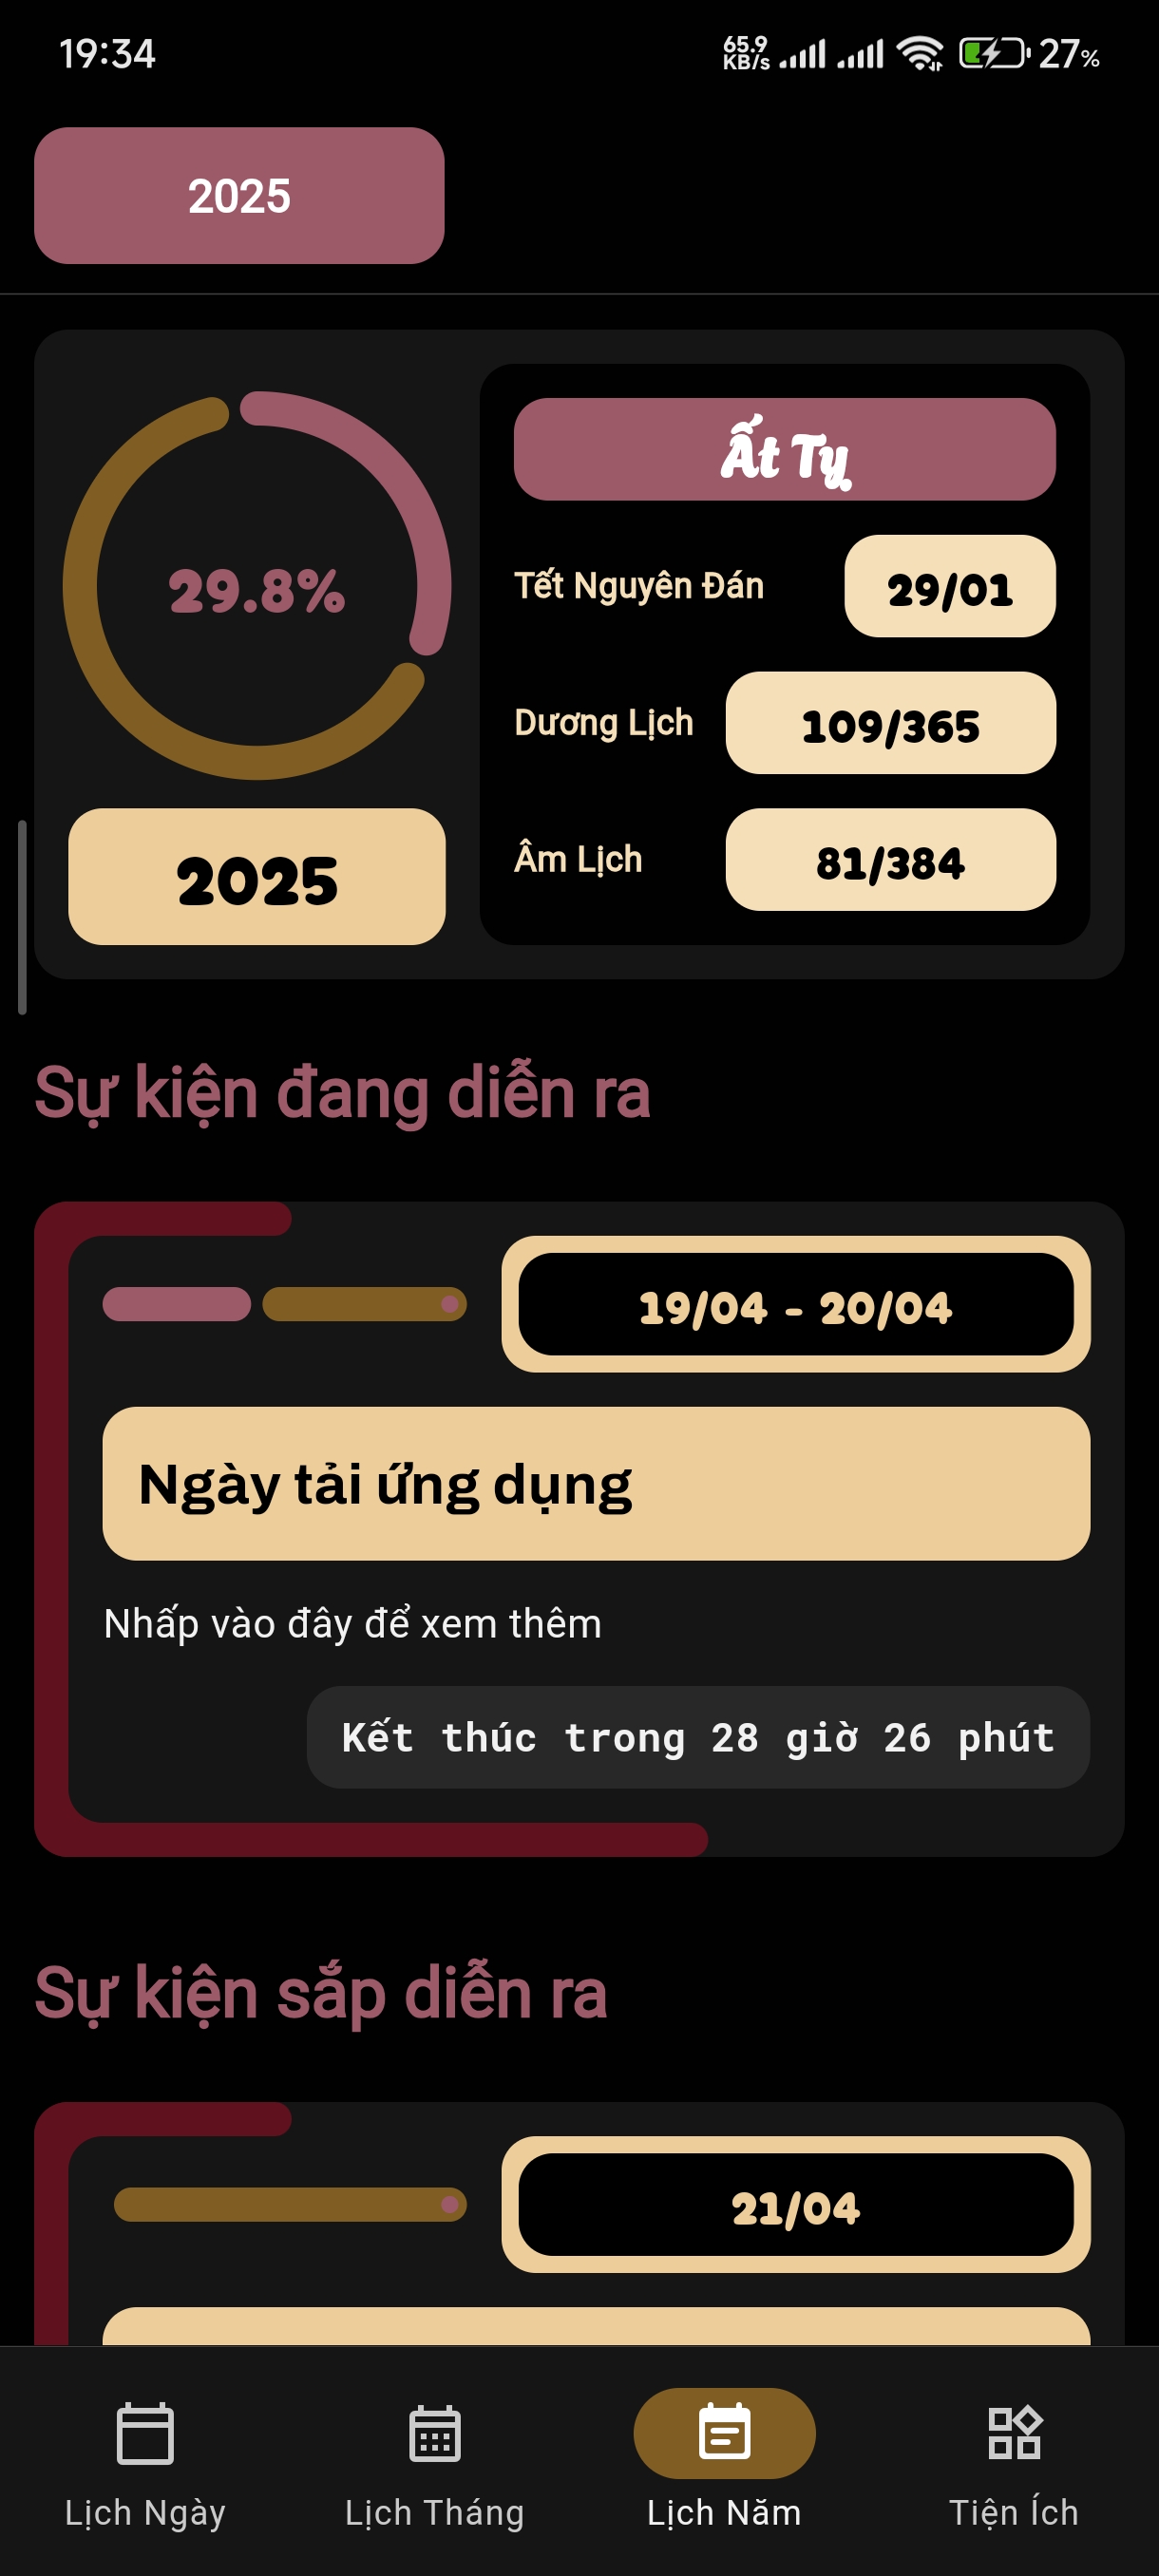 19:34
65.9
KB/s
27%
2025
29.8%
2025
Ất Tỵ
Tết Nguyên Đán
29/01
Dương Lịch
109/365
Âm Lịch
81/384
Sự kiện đang diễn ra
19/04 - 20/04
Ngày tải ứng dụng
Nhấp vào đây để xem thêm
Kết thúc trong 28 giờ 26 phút
Sự kiện sắp diễn ra
21/04
Lịch Ngày
Lịch Tháng
Lịch Năm
Tiện Ích